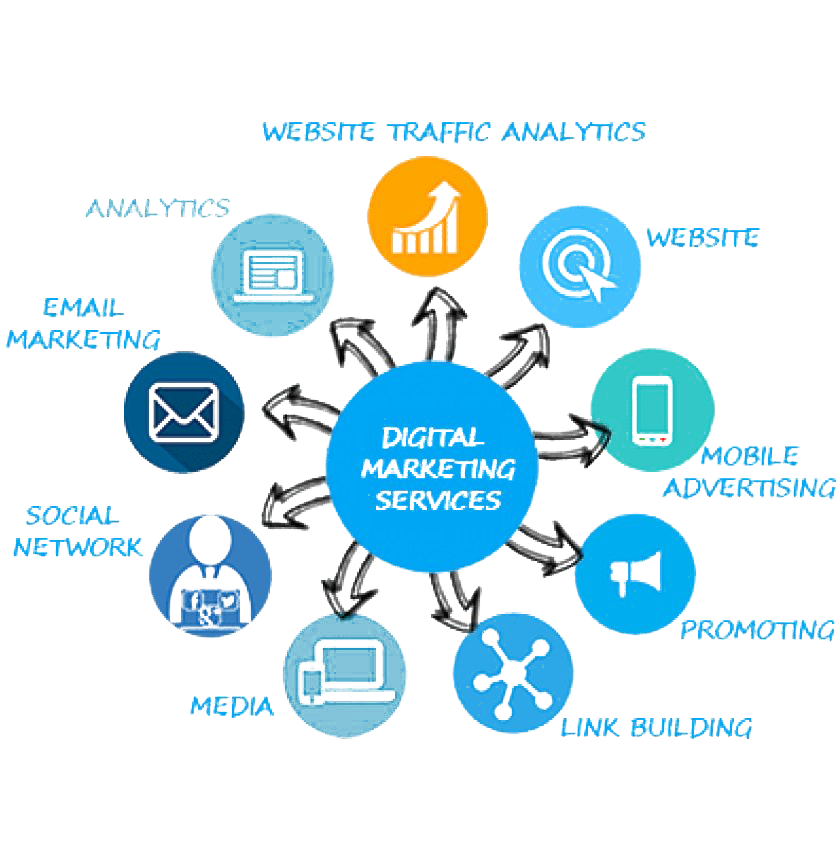 WEBSITE TRAFFIC ANALYTICS
ANALYTICS
WEBSITE
EMAIL
MARKETING
DIGITAL
MARKETING
SERVICES
MOBILE
ADVERTISING
SOCIAL
NETWORK
PROMOTING
MEDIA
LINK BUILDING